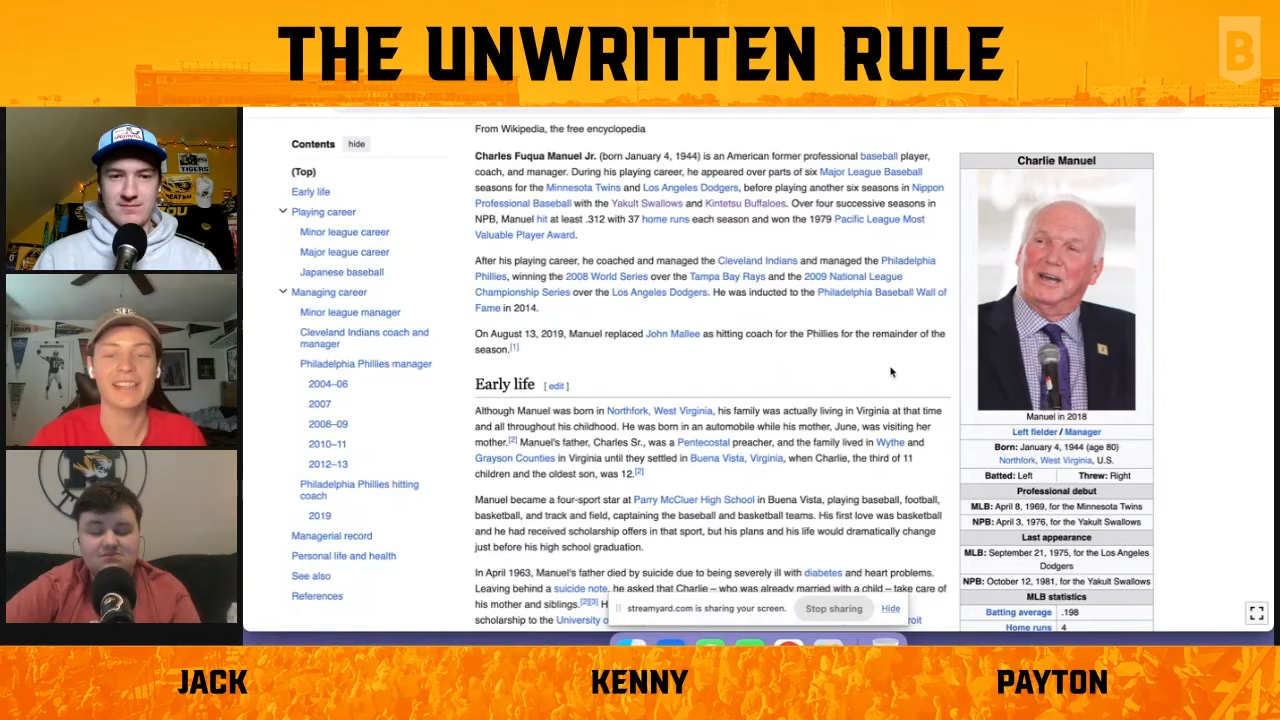 THE UNWRITTEN RULE
B
TIGERS
From Wikipedia, the free encyclopedia
Contents hide
(Top)
Early life
Playing career
Minor league career
Major league career
Japanese baseball
Managing career
Minor league manager
Cleveland Indians coach and
manager
Philadelphia Phillies manager
2004–06
2007
2008–09
2010–11
2012–13
Philadelphia Phillies hitting
coach
2019
Managerial record
Personal life and health
See also
References
Charles Fuqua Manuel Jr. (born January 4, 1944) is an American former professional baseball player,
coach, and manager. During his playing career, he appeared over parts of six Major League Baseball
seasons for the Minnesota Twins and Los Angeles Dodgers, before playing another six seasons in Nippon
Professional Baseball with the Yakult Swallows and Kintetsu Buffaloes. Over four successive seasons in
NPB, Manuel hit at least .312 with 37 home runs each season and won the 1979 Pacific League Most
Valuable Player Award.
After his playing career, he coached and managed the Cleveland Indians and managed the Philadelphia
Phillies, winning the 2008 World Series over the Tampa Bay Rays and the 2009 National League
Championship Series over the Los Angeles Dodgers. He was inducted to the Philadelphia Baseball Wall of
Fame in 2014.
On August 13, 2019, Manuel replaced John Mallee as hitting coach for the Phillies for the remainder of the
season.[1]
Early life [ edit ]
Although Manuel was born in Northfork, West Virginia, his family was actually living in Virginia at that time
and all throughout his childhood. He was born in an automobile while his mother, June, was visiting her
mother.[2] Manuel's father, Charles Sr., was a Pentecostal preacher, and the family lived in Wythe and
Grayson Counties in Virginia until they settled in Buena Vista, Virginia, when Charlie, the third of 11
children and the oldest son, was 12.[2]
Manuel became a four-sport star at Parry McCluer High School in Buena Vista, playing baseball, football,
basketball, and track and field, captaining the baseball and basketball teams. His first love was basketball
and he had received scholarship offers in that sport, but his plans and his life would dramatically change
just before his high school graduation.
In April 1963, Manuel's father died by suicide due to being severely ill with diabetes and heart problems.
Leaving behind a suicide note, he asked that Charlie – who was already married with a child – take care of
his mother and siblings.[2][3] H
scholarship to the University o
roit
streamyard.com is sharing your screen. Stop sharing Hide
Charlie Manuel
Manuel in 2018
Left fielder / Manager
Born: January 4, 1944 (age 80)
Northfork, West Virginia, U.S.
Batted: Left Threw: Right
Professional debut
MLB: April 8, 1969, for the Minnesota Twins
NPB: April 3, 1976, for the Yakult Swallows
Last appearance
MLB: September 21, 1975, for the Los Angeles
Dodgers
NPB: October 12, 1981, for the Yakult Swallows
MLB statistics
Batting average .198
Home runs 4
JACK KENNY PAYTON